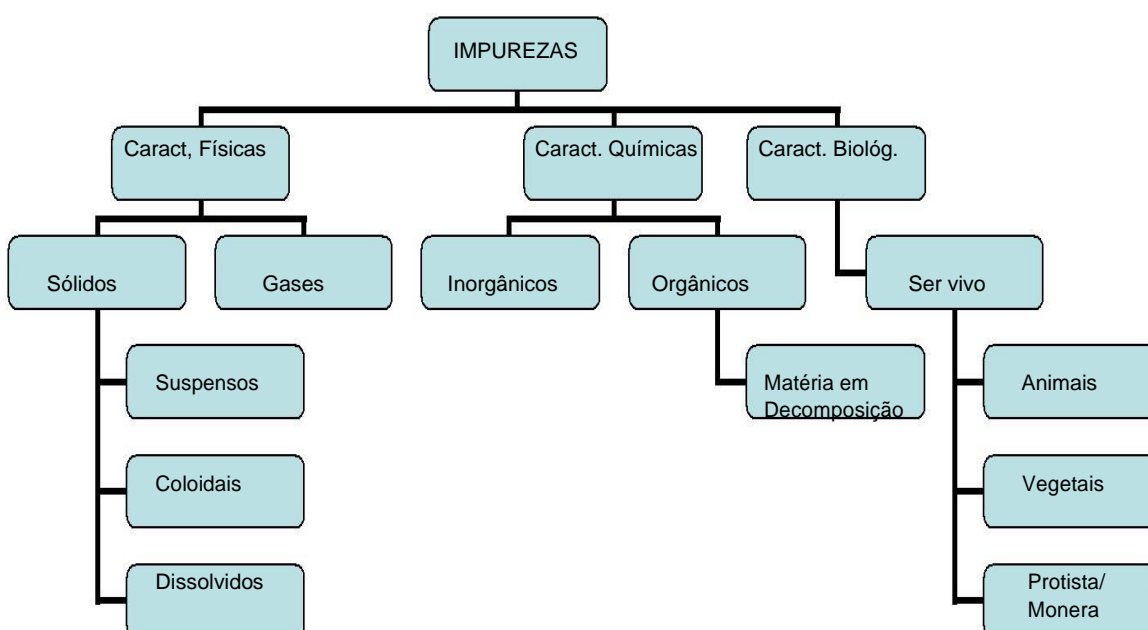 IMPUREZAS
Caract, Físicas
Caract. Químicas
Caract. Biológ.
Sólidos
Gases
Inorgânicos
Orgânicos
Ser vivo
Suspensos
Matéria em
Decomposição
Animais
Coloidais
Vegetais
Dissolvidos
Protista/
Monera